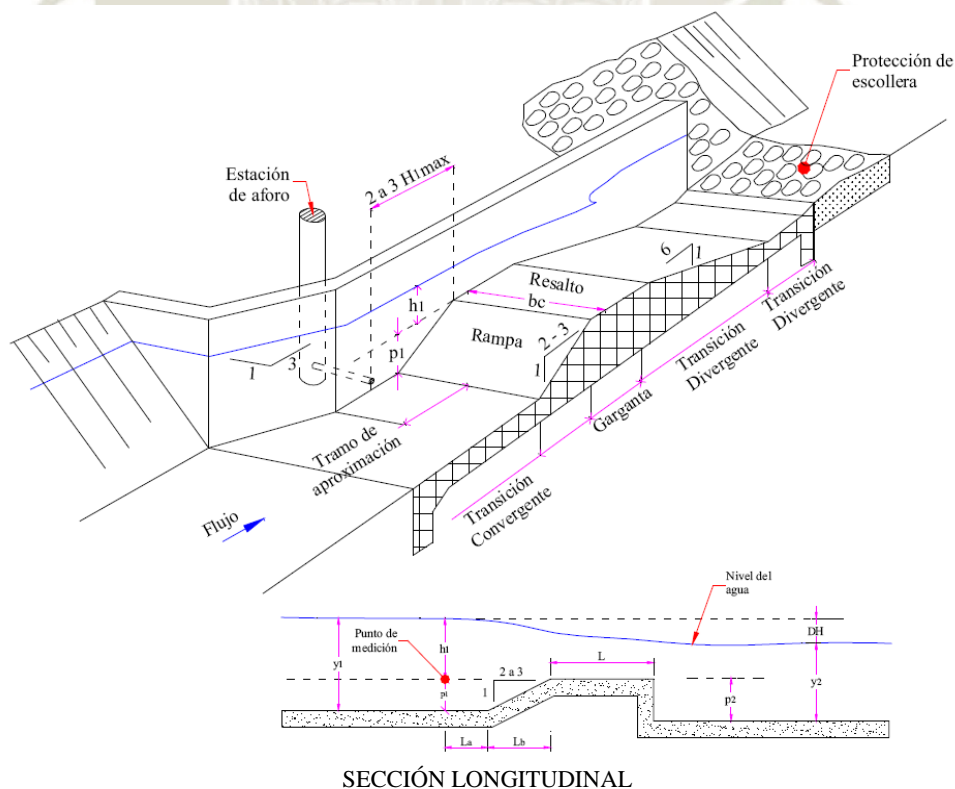 Protección de
escollera
Estación
de aforo
2 a 3 H1max
h1
p1
Resalto
bc
Rampa
6
1
2 - 3
1
1
3
Tramo de
aproximación
Flujo
Transición
Convergente
Garganta
Transición
Divergente
Transición
Divergente
Nivel del
agua
Punto de
medición
y1
h1
p1
2 a 3
1
L
DH
y2
p2
La
Lb
SECCIÓN LONGITUDINAL